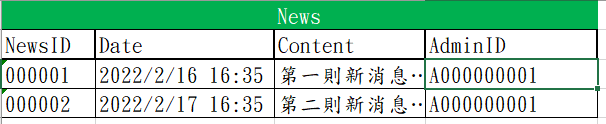 News
NewsID Date Content AdminID
000001 2022/2/16 16:35 第一則新消息… A000000001
000002 2022/2/17 16:35 第二則新消息… A000000001